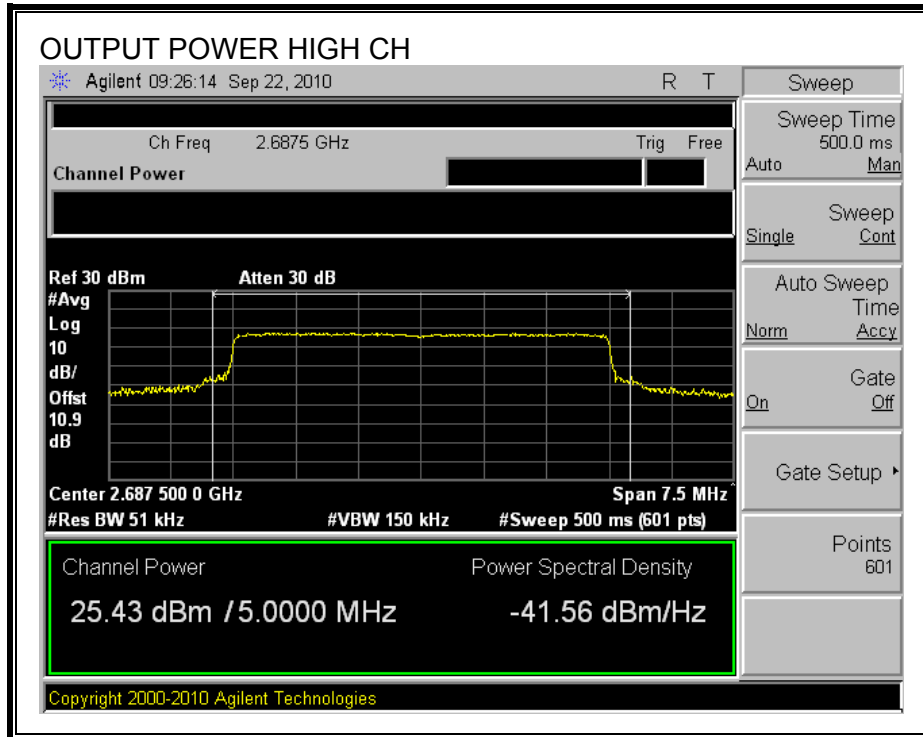 OUTPUT POWER HIGH CH
Agilent 09:26:14 Sep 22, 2010 R T
Ch Freq 2.6875 GHz Trig Free
Channel Power
Ref 30 dBm Atten 30 dB
#Avg
Log
10
dB/
Offst
10.9
dB
Center 2.687 500 0 GHz Span 7.5 MHz
#Res BW 51 kHz #VBW 150 kHz #Sweep 500 ms (601 pts)
Channel Power Power Spectral Density
25.43 dBm / 5.0000 MHz -41.56 dBm/Hz
Copyright 2000-2010 Agilent Technologies
Sweep
Sweep Time
500.0 ms
Auto Man
Sweep
Single Cont
Auto Sweep
Time
Norm Accy
Gate
On Off
Gate Setup
Points
601